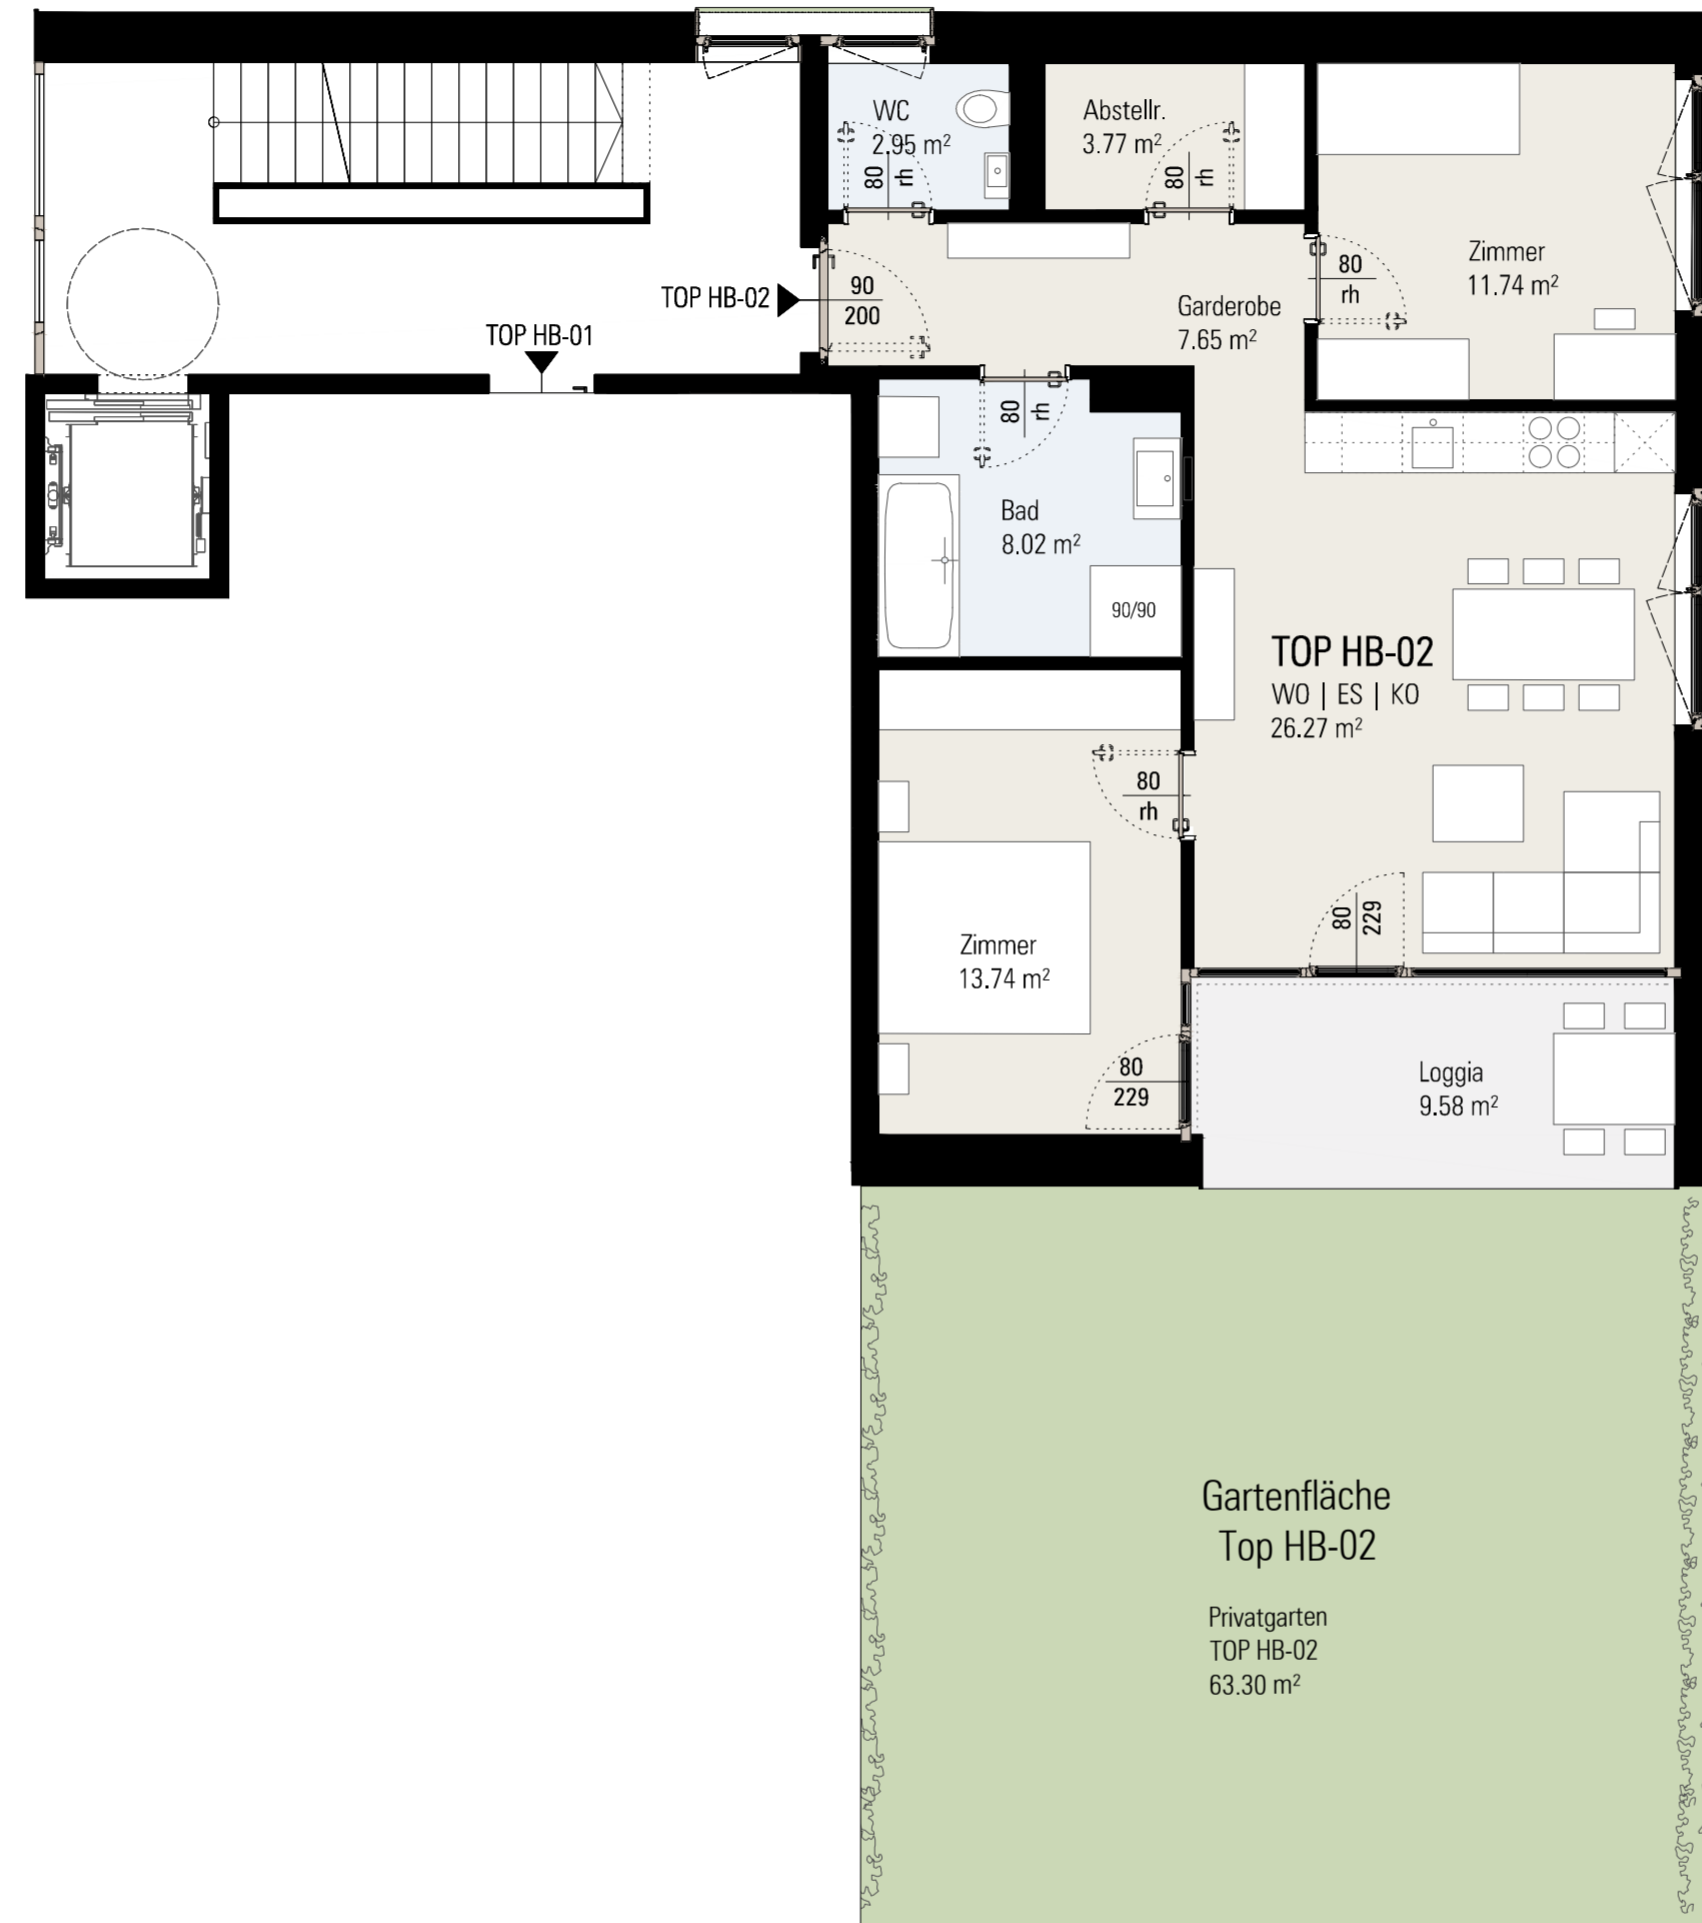 WC
2.95 m²
80
rh
Abstellr.
3.77 m²
80
rh
Zimmer
11.74 m²
80
rh
TOP HB-02
90
200
Garderobe
7.65 m²
TOP HB-01
80
rh
Bad
8.02 m²
90/90
TOP HB-02
WO | ES | KO
26.27 m²
80
rh
80
229
Zimmer
13.74 m²
80
229
Loggia
9.58 m²
Gartenfläche
Top HB-02
Privatgarten
TOP HB-02
63.30 m²